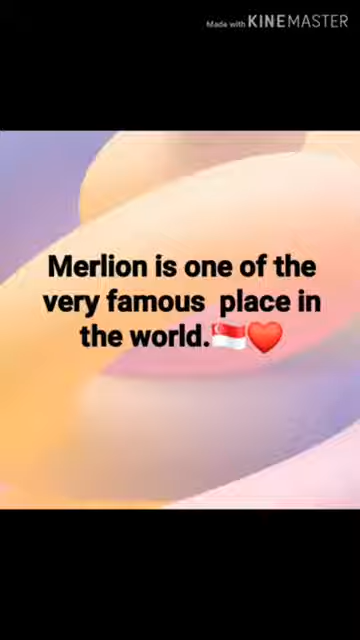 Made with KINEMASTER
Merlion is one of the
very famous  place in
the world.🇸🇬❤️